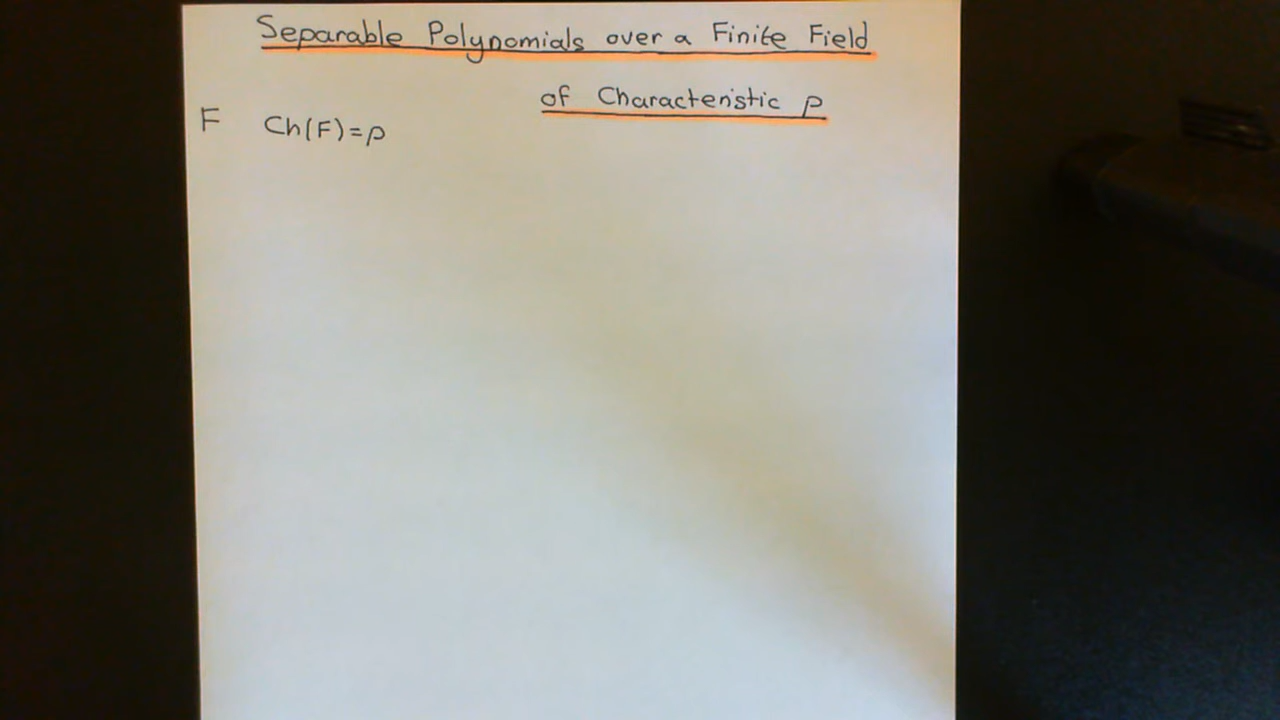 Separable Polynomials over a Finite Field
of Characteristic p
F Ch(F)=p